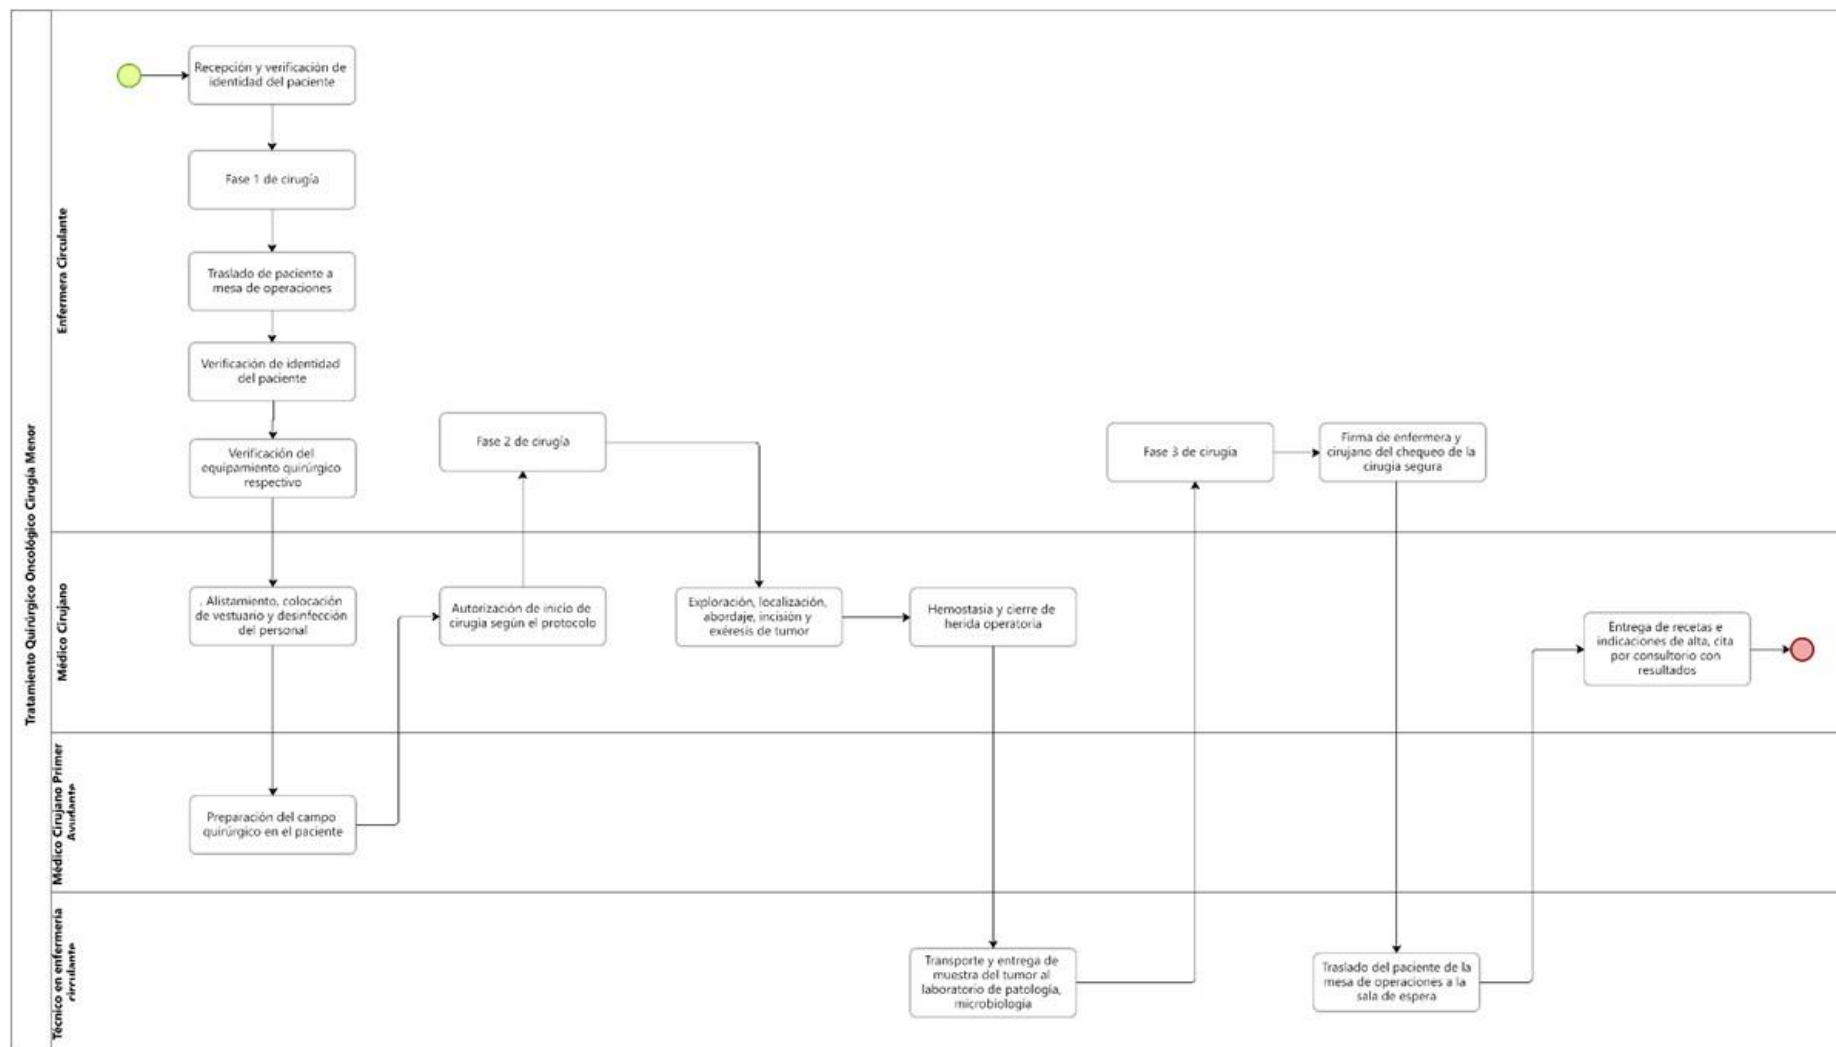 Tratamiento Quirúrgico Oncológico Cirugía Menor
Enfermera Circulante
Recepción y verificación de
identidad del paciente
Fase 1 de cirugía
Traslado de paciente a
mesa de operaciones
Verificación de identidad
del paciente
Verificación del
equipamiento quirúrgico
respectivo
Fase 2 de cirugía
Fase 3 de cirugía
Firma de enfermera y
cirujano del chequeo de la
cirugía segura
Médico Cirujano
. Alistamiento, colocación
de vestuario y desinfección
del personal
Autorización de inicio de
cirugía según el protocolo
Exploración, localización,
abordaje, incisión y
exéresis de tumor
Hemostasia y cierre de
herida operatoria
Entrega de recetas e
indicaciones de alta, cita
por consultorio con
resultados
Médico Cirujano Primer
Ayudante
Preparación del campo
quirúrgico en el paciente
Técnico en enfermería
circulante
Transporte y entrega de
muestra del tumor al
laboratorio de patología,
microbiología
Traslado del paciente de la
mesa de operaciones a la
sala de espera